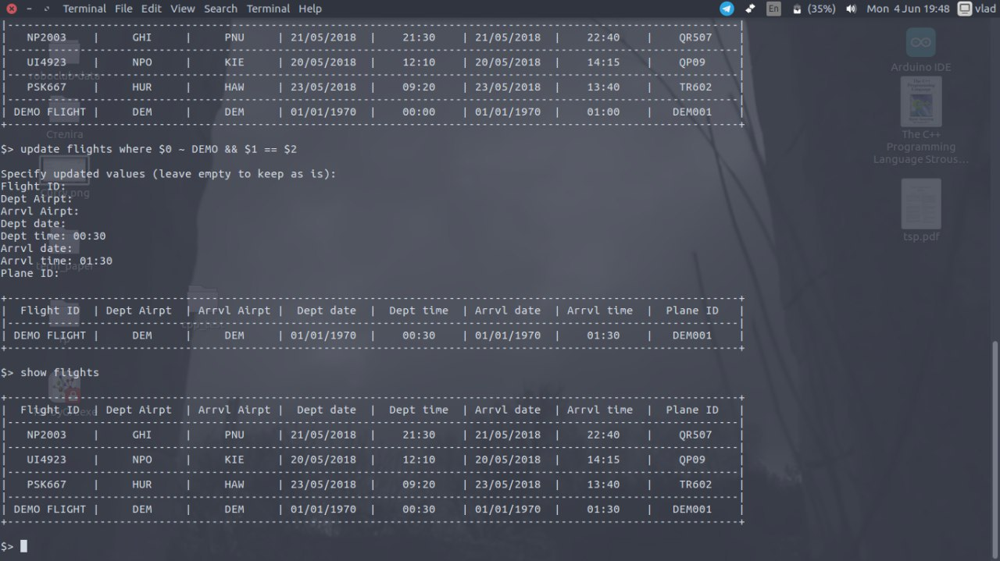 Terminal File Edit View Search Terminal Help En (35%) Mon 4 Jun 19:48 vlad
|----------------------------------------------------------------------------------------------------------------|
| NP2003 | GHI | PNU | 21/05/2018 | 21:30 | 21/05/2018 | 22:40 | QR507 |
|----------------------------------------------------------------------------------------------------------------|
| UI4923 | NPO | KIE | 20/05/2018 | 12:10 | 20/05/2018 | 14:15 | QP09 |
|----------------------------------------------------------------------------------------------------------------|
| PSK667 | HUR | HAW | 23/05/2018 | 09:20 | 23/05/2018 | 13:40 | TR602 |
|----------------------------------------------------------------------------------------------------------------|
| DEMO FLIGHT | DEM | DEM | 01/01/1970 | 00:00 | 01/01/1970 | 01:00 | DEM001 |
+----------------------------------------------------------------------------------------------------------------+
$> update flights where $0 ~ DEMO && $1 == $2
Specify updated values (leave empty to keep as is):
Flight ID:
Dept Airpt:
Arrvl Airpt:
Dept date:
Dept time: 00:30
Arrvl date:
Arrvl time: 01:30
Plane ID:
+----------------------------------------------------------------------------------------------------------------+
| Flight ID | Dept Airpt | Arrvl Airpt | Dept date | Dept time | Arrvl date | Arrvl time | Plane ID |
|----------------------------------------------------------------------------------------------------------------|
| DEMO FLIGHT | DEM | DEM | 01/01/1970 | 00:30 | 01/01/1970 | 01:30 | DEM001 |
+----------------------------------------------------------------------------------------------------------------+
$> show flights
+----------------------------------------------------------------------------------------------------------------+
| Flight ID | Dept Airpt | Arrvl Airpt | Dept date | Dept time | Arrvl date | Arrvl time | Plane ID |
|----------------------------------------------------------------------------------------------------------------|
| NP2003 | GHI | PNU | 21/05/2018 | 21:30 | 21/05/2018 | 22:40 | QR507 |
|----------------------------------------------------------------------------------------------------------------|
| UI4923 | NPO | KIE | 20/05/2018 | 12:10 | 20/05/2018 | 14:15 | QP09 |
|----------------------------------------------------------------------------------------------------------------|
| PSK667 | HUR | HAW | 23/05/2018 | 09:20 | 23/05/2018 | 13:40 | TR602 |
|----------------------------------------------------------------------------------------------------------------|
| DEMO FLIGHT | DEM | DEM | 01/01/1970 | 00:30 | 01/01/1970 | 01:30 | DEM001 |
+----------------------------------------------------------------------------------------------------------------+
$>
roboclub-data
Стеліга
term_paper
Arduino IDE
The C++
Programming
Language Strous...
tsp.pdf